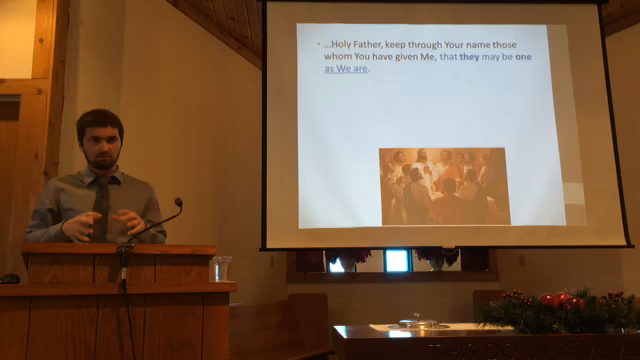 ...Holy Father, keep through Your name those
whom You have given Me, that they may be one
as We are.